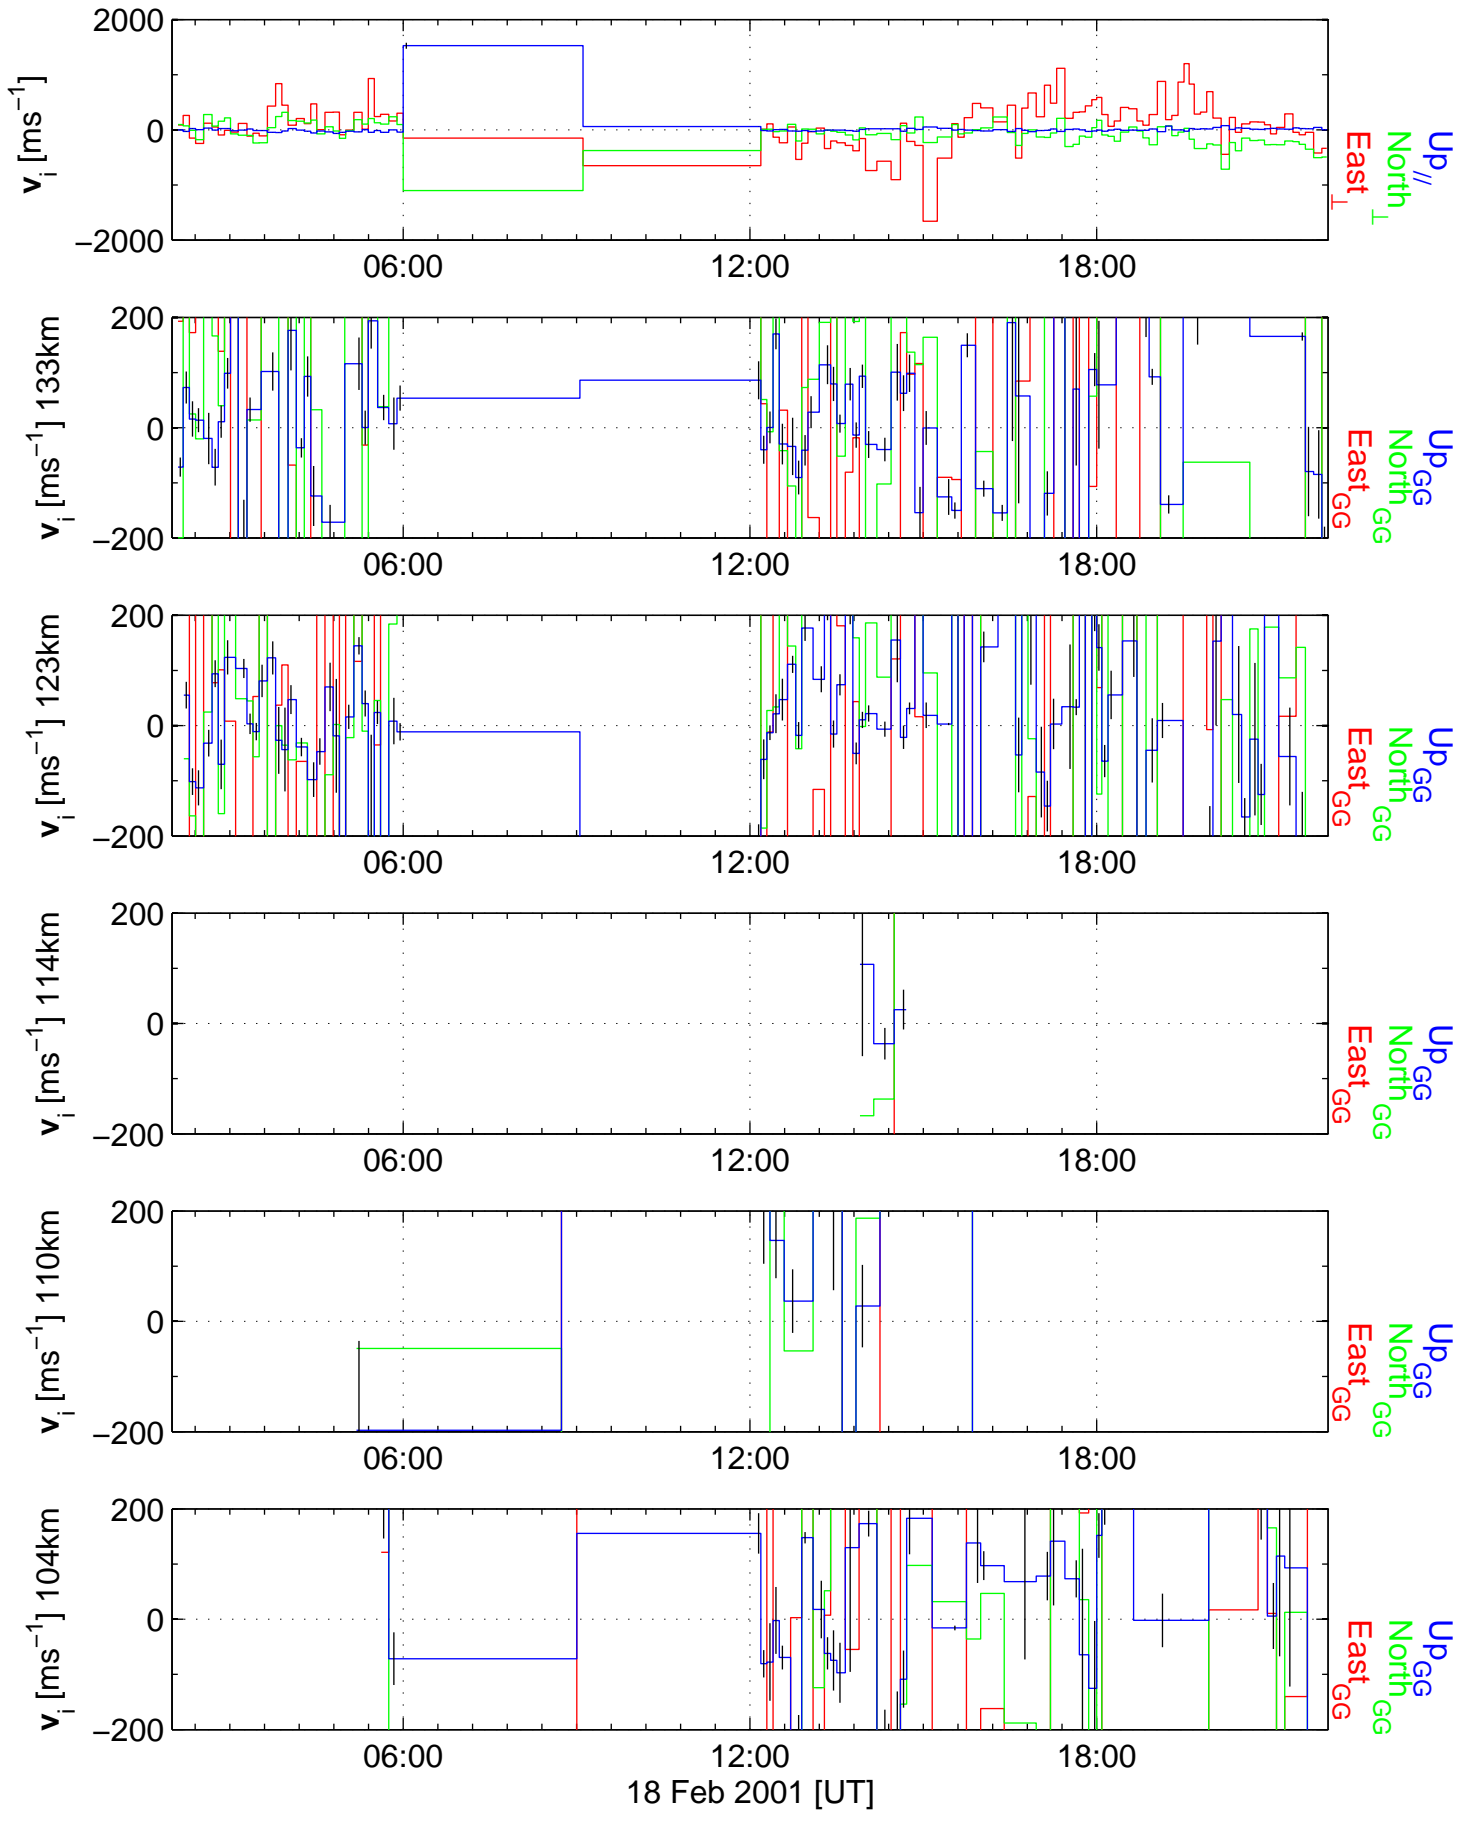 2000
0
−2000
v_i [ms^−1]
06:00
12:00
18:00
East_⊥
North_⊥
Up_//
200
0
−200
v_i [ms^−1] 133km
06:00
12:00
18:00
East_GG
North_GG
Up_GG
200
0
−200
v_i [ms^−1] 123km
06:00
12:00
18:00
East_GG
North_GG
Up_GG
200
0
−200
v_i [ms^−1] 114km
06:00
12:00
18:00
East_GG
North_GG
Up_GG
200
0
−200
v_i [ms^−1] 110km
06:00
12:00
18:00
East_GG
North_GG
Up_GG
200
0
−200
v_i [ms^−1] 104km
06:00
12:00
18:00
East_GG
North_GG
Up_GG
18 Feb 2001 [UT]